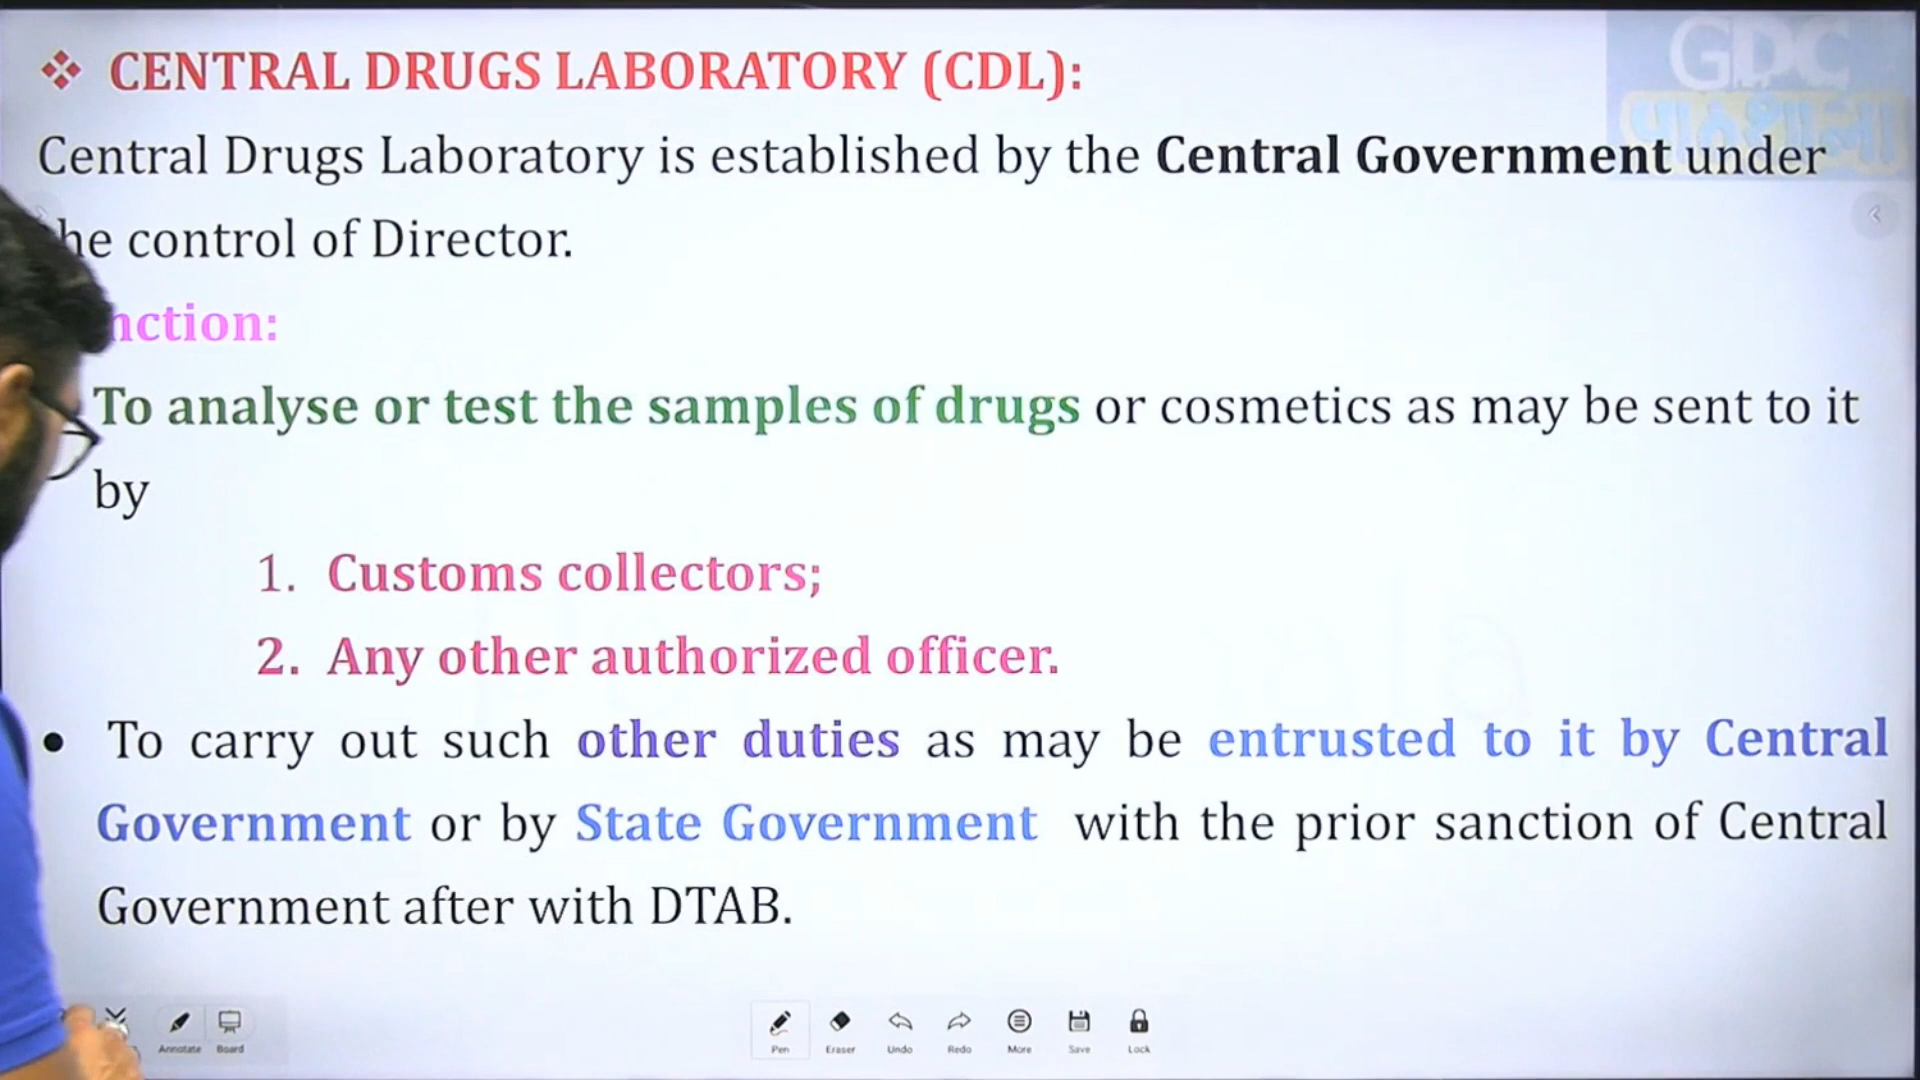 ❖ CENTRAL DRUGS LABORATORY (CDL):
GDC
পাঠশালা
Central Drugs Laboratory is established by the Central Government under
he control of Director.
nction:
To analyse or test the samples of drugs or cosmetics as may be sent to it
by
1. Customs collectors;
2. Any other authorized officer.
• To carry out such other duties as may be entrusted to it by Central
Government or by State Government with the prior sanction of Central
Government after with DTAB.
Annotate Board Pen Eraser Undo Redo More Save Lock